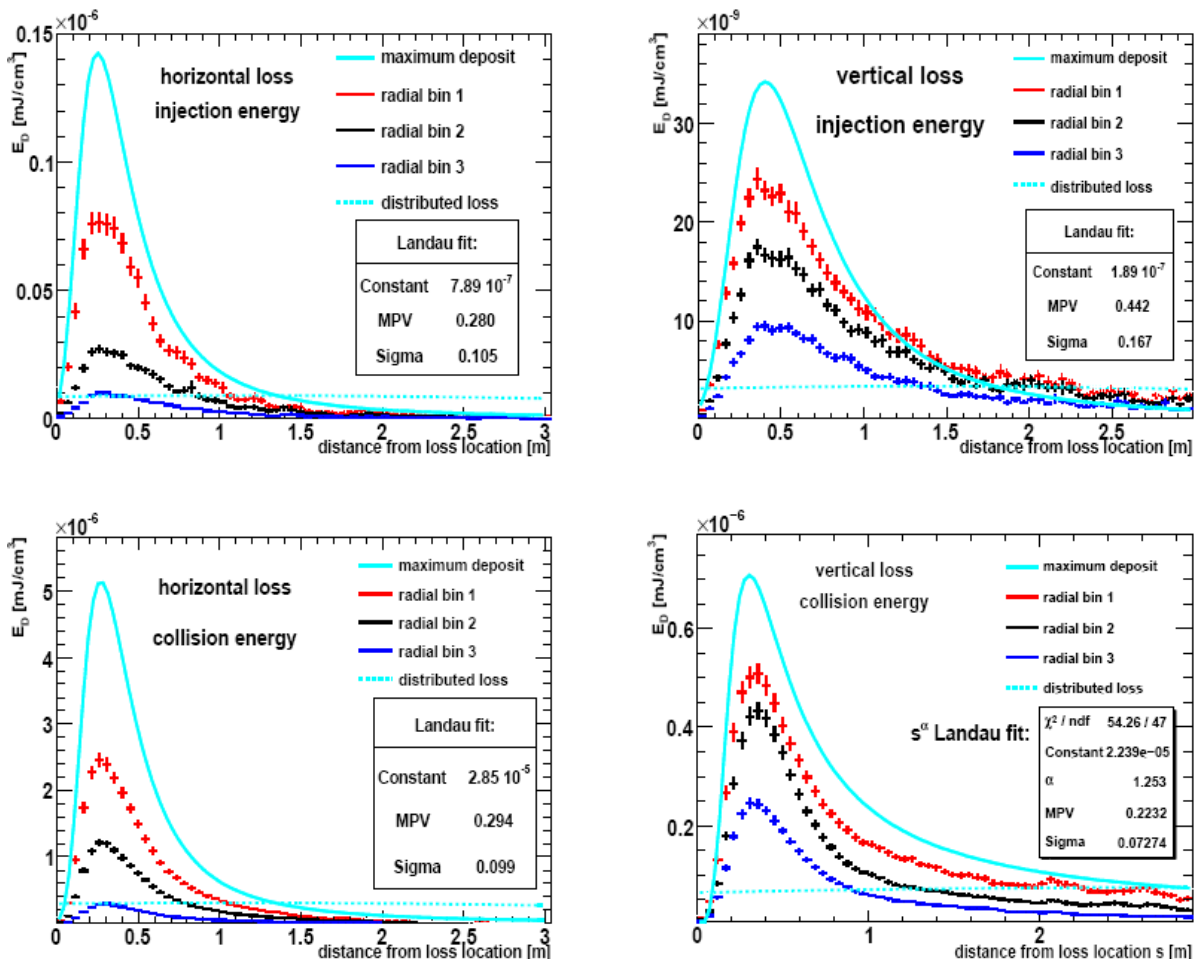 ×10⁻⁶
0.15
0.1
0.05
0
E_D [mJ/cm³]
horizontal loss
injection energy
maximum deposit
radial bin 1
radial bin 2
radial bin 3
distributed loss
Landau fit:
Constant 7.89 10⁻⁷
MPV 0.280
Sigma 0.105
0 0.5 1 1.5 2 2.5 3
distance from loss location [m]
×10⁻⁹
30
20
10
E_D [mJ/cm³]
vertical loss
injection energy
maximum deposit
radial bin 1
radial bin 2
radial bin 3
distributed loss
Landau fit:
Constant 1.89 10⁻⁷
MPV 0.442
Sigma 0.167
0 0.5 1 1.5 2 2.5
distance from loss location [m]
×10⁻⁶
5
4
3
2
1
E_D [mJ/cm³]
horizontal loss
collision energy
maximum deposit
radial bin 1
radial bin 2
radial bin 3
distributed loss
Landau fit:
Constant 2.85 10⁻⁵
MPV 0.294
Sigma 0.099
0 0.5 1 1.5 2 2.5 3
distance from loss location [m]
×10⁻⁶
0.6
0.4
0.2
E_D [mJ/cm³]
vertical loss
collision energy
maximum deposit
radial bin 1
radial bin 2
radial bin 3
distributed loss
s^α Landau fit:
χ² / ndf 54.26 / 47
Constant 2.239e−05
α 1.253
MPV 0.2232
Sigma 0.07274
0 1 2
distance from loss location s [m]